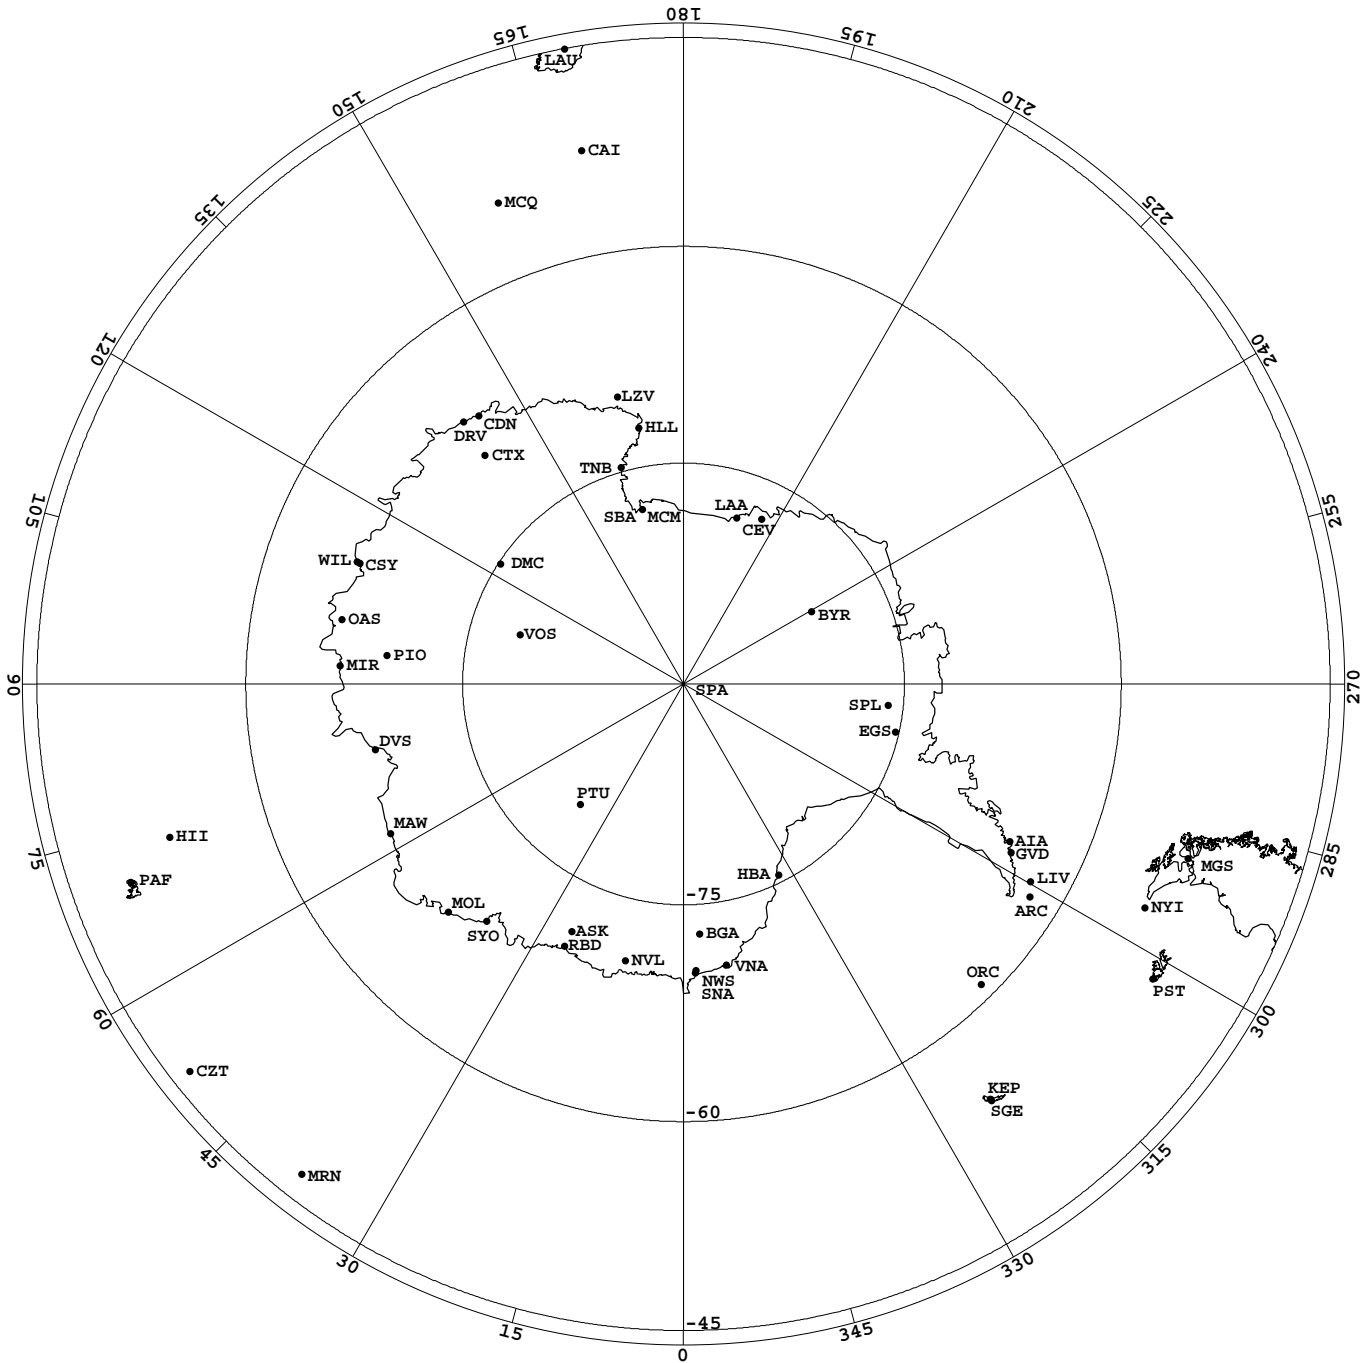 180
165
195
LAU
150
210
CAI
MCQ
135
225
120
240
LZV
CDN
HLL
DRV
CTX
TNB
105
255
LAA
SBA
MCM
CEV
WIL
CSY
DMC
BYR
OAS
VOS
PIO
MIR
90
SPA
270
SPL
EGS
DVS
PTU
MAW
HII
AIA
GVD
75
285
MGS
HBA
PAF
LIV
-75
MOL
ARC
NYI
SYO
ASK
BGA
RBD
NVL
VNA
ORC
NWS
SNA
PST
60
300
CZT
KEP
-60
SGE
45
315
MRN
30
330
-45
15
345
0